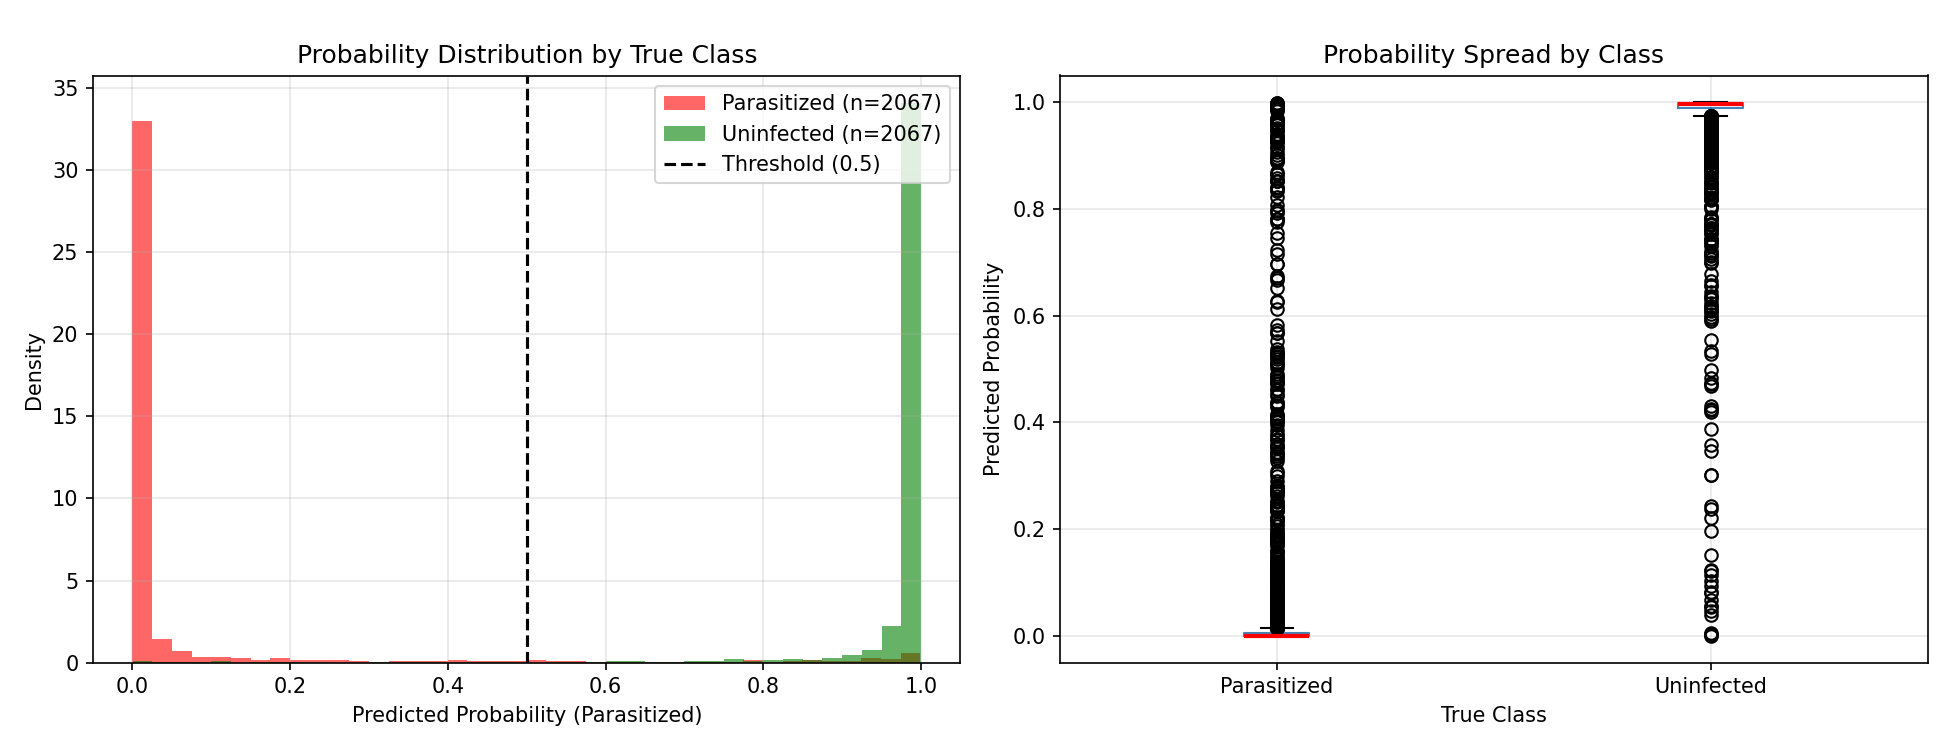 Probability Distribution by True Class
35
30
25
20
15
10
5
0
Density
Parasitized (n=2067)
Uninfected (n=2067)
Threshold (0.5)
0.0 0.2 0.4 0.6 0.8 1.0
Predicted Probability (Parasitized)
Probability Spread by Class
1.0
0.8
0.6
0.4
0.2
0.0
Predicted Probability
Parasitized Uninfected
True Class